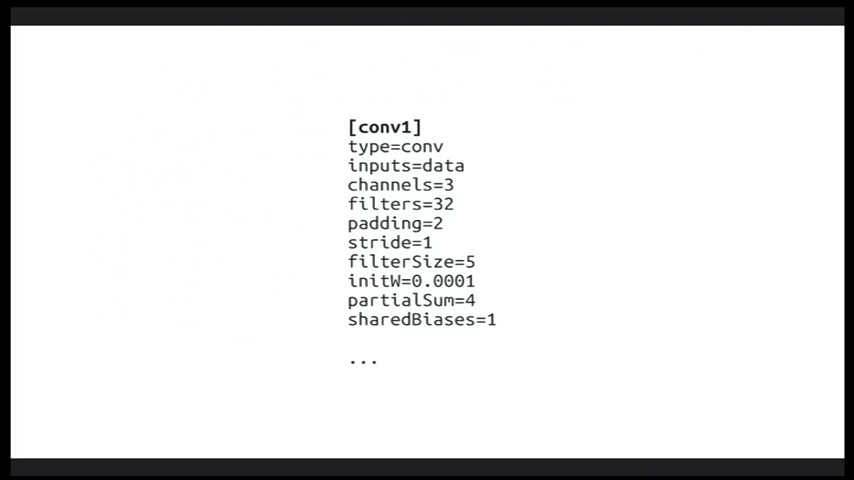 [conv1]
type=conv
inputs=data
channels=3
filters=32
padding=2
stride=1
filterSize=5
initW=0.0001
partialSum=4
sharedBiases=1
...